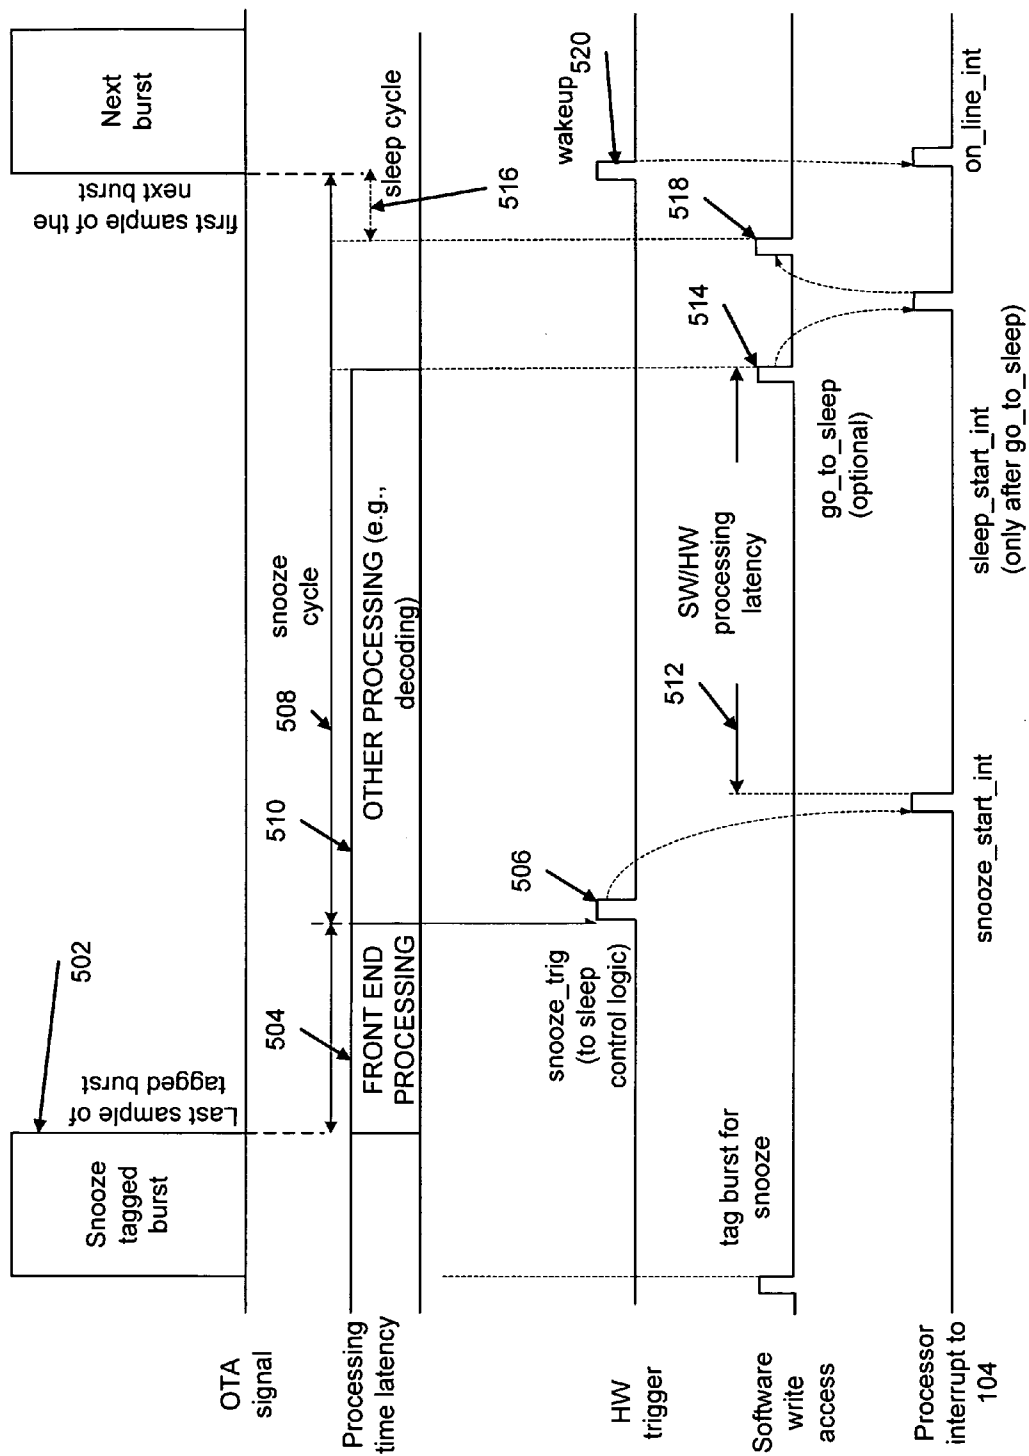 OTA
signal
Snooze
tagged
burst
Last sample of
tagged burst
502
first sample of the
next burst
Next
burst
Processing
time latency
504
FRONT END
PROCESSING
510
508
snooze
cycle
OTHER PROCESSING (e.g.,
decoding)
sleep cycle
516
HW
trigger
snooze_trig
(to sleep
control logic)
506
wakeup
520
Software
write
access
tag burst for
snooze
512
SW/HW
processing
latency
514
go_to_sleep
(optional)
518
Processor
interrupt to
104
snooze_start_int
sleep_start_int
(only after go_to_sleep)
on_line_int